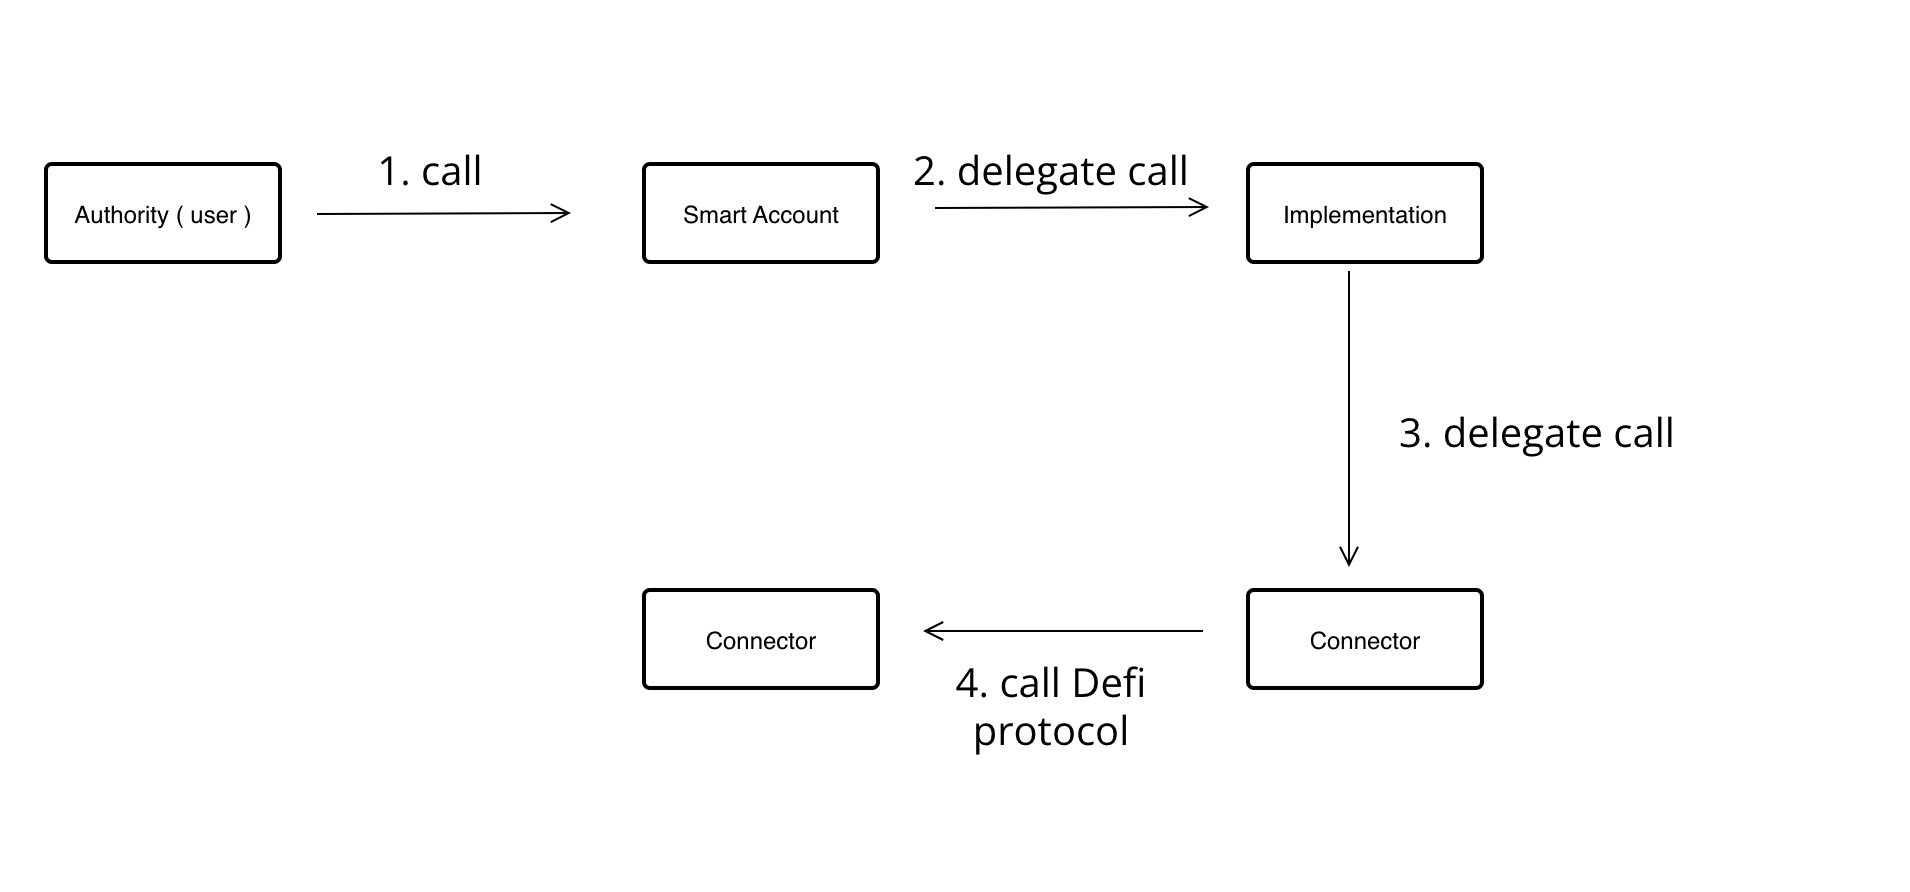 1. call
2. delegate call
Authority ( user )
Smart Account
Implementation
3. delegate call
Connector
Connector
4. call Defi
protocol